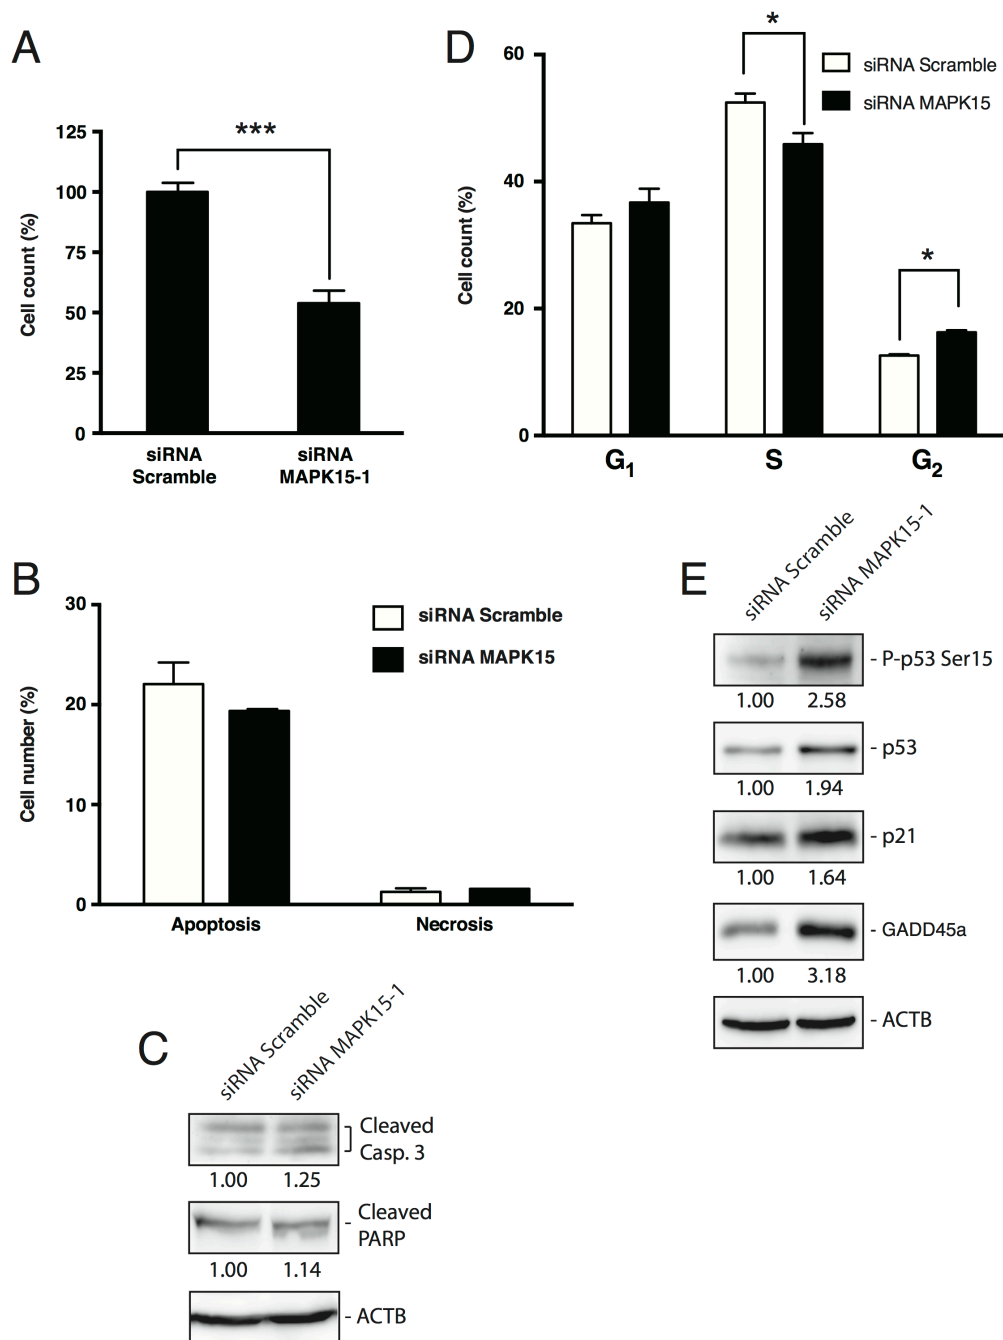 A
125
100
75
50
25
0
Cell count (%)
***
siRNA
Scramble
siRNA
MAPK15-1
D
60
40
20
0
Cell count (%)
*
*
siRNA Scramble
siRNA MAPK15
G1
S
G2
B
30
20
10
0
Cell number (%)
siRNA Scramble
siRNA MAPK15
Apoptosis
Necrosis
C
siRNA Scramble
siRNA MAPK15-1
Cleaved
Casp. 3
1.00 1.25
- Cleaved
PARP
1.00 1.14
- ACTB
E
siRNA Scramble
siRNA MAPK15-1
- P-p53 Ser15
1.00 2.58
- p53
1.00 1.94
- p21
1.00 1.64
- GADD45a
1.00 3.18
- ACTB